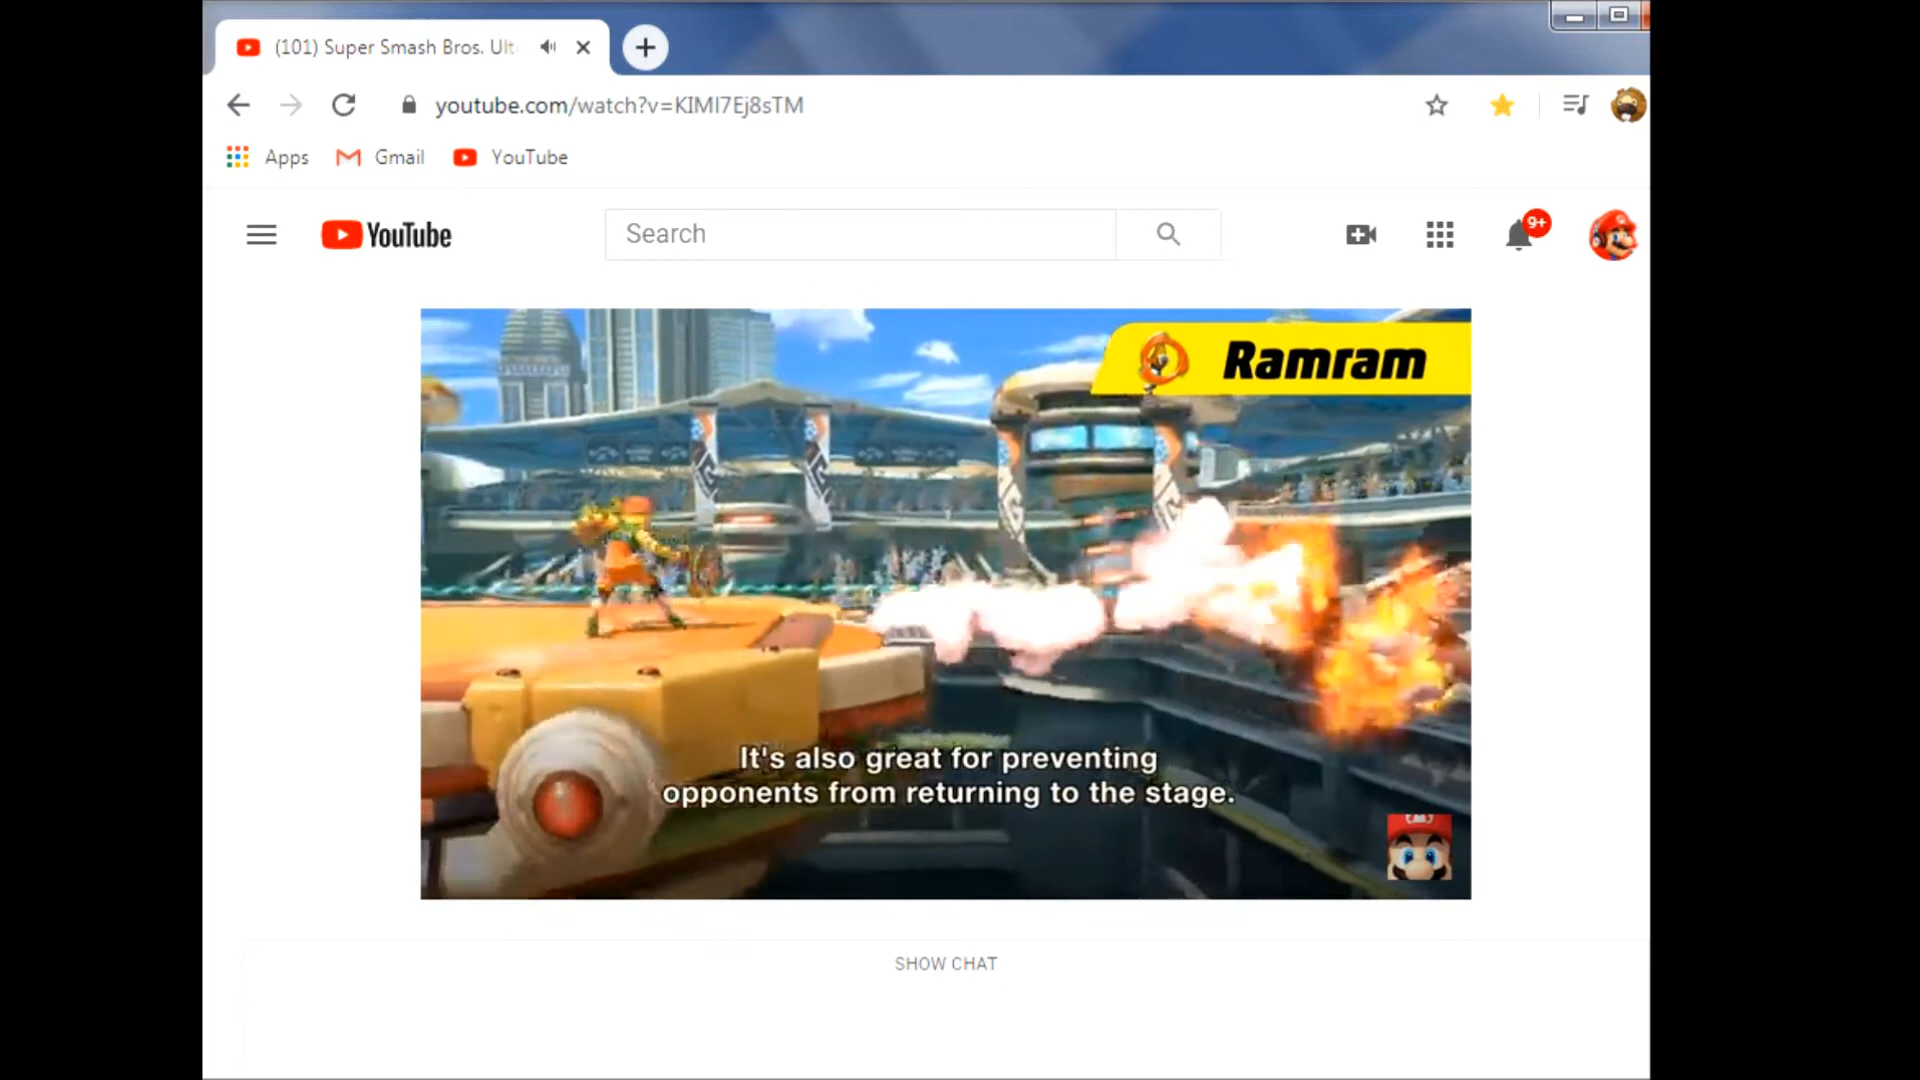 (101) Super Smash Bros. Ult
youtube.com/watch?v=KIMI7Ej8sTM
Apps
Gmail
YouTube
YouTube
Search
9+
Ramram
It's also great for preventing
opponents from returning to the stage.
SHOW CHAT